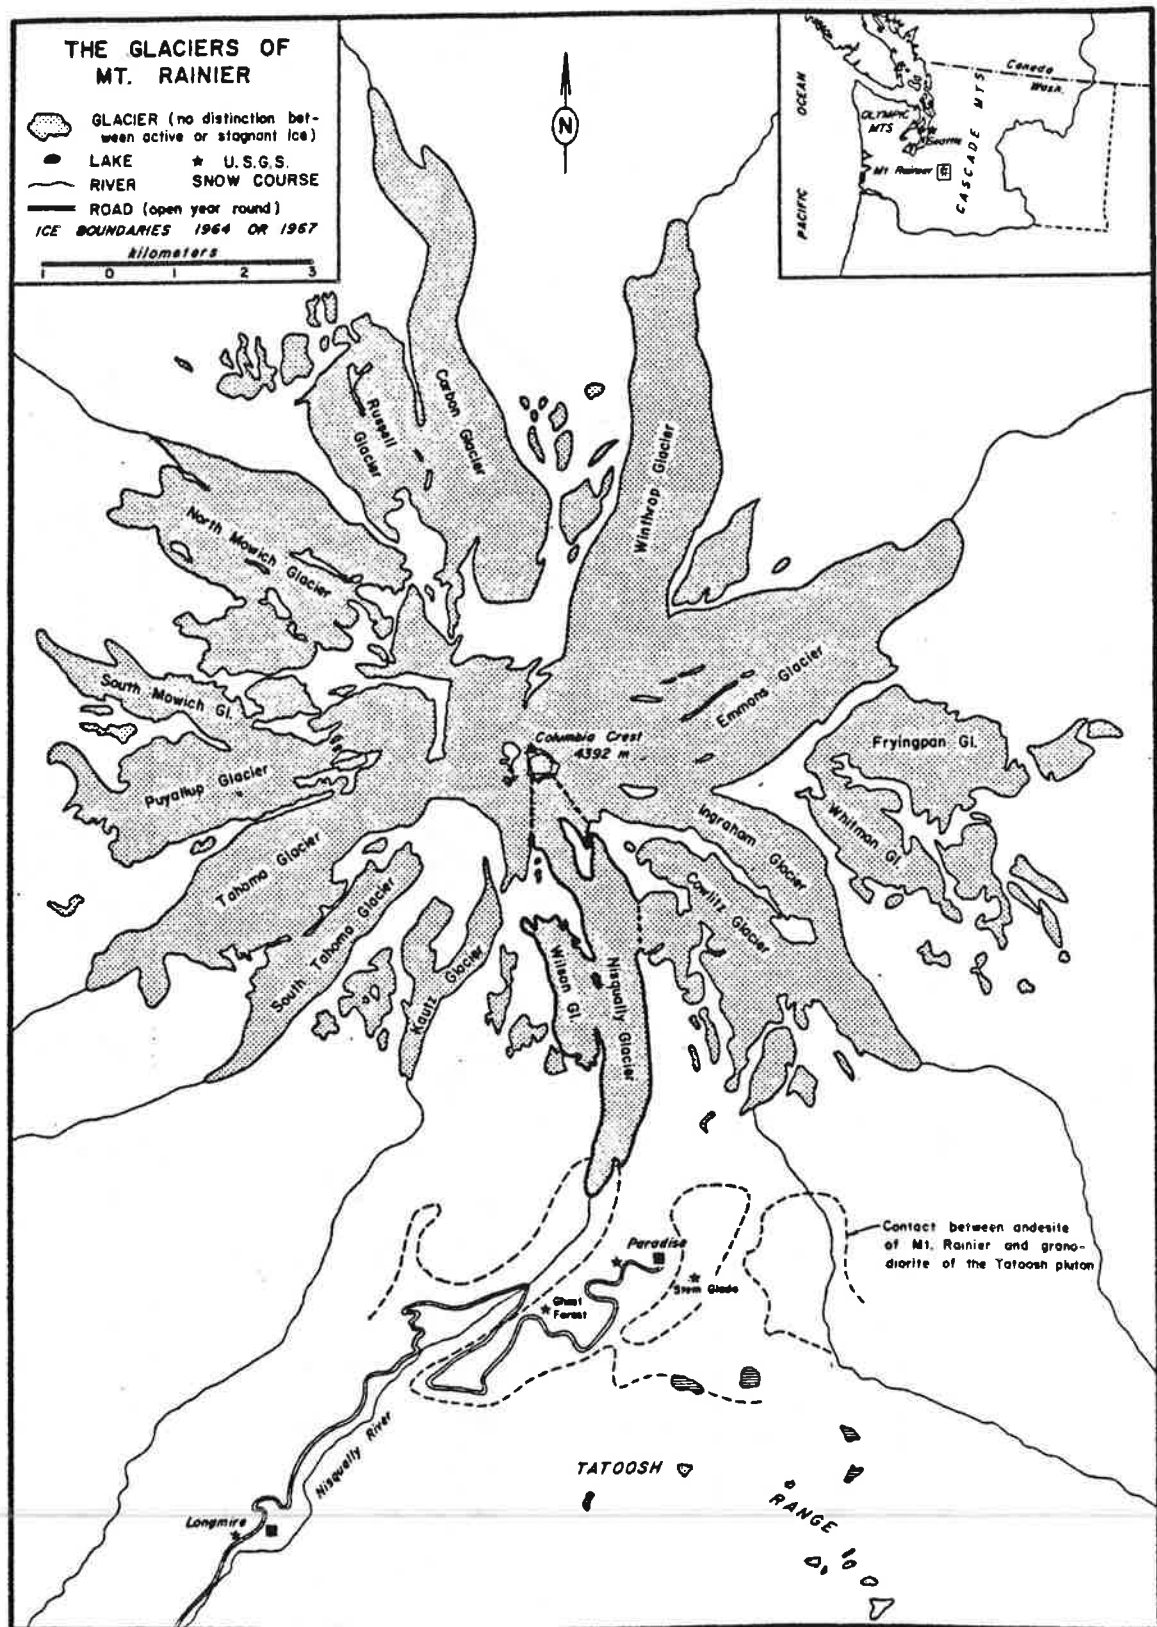 THE GLACIERS OF
MT. RAINIER
GLACIER (no distinction bet-
ween active or stagnant ice)
LAKE
★ U.S.G.S.
SNOW COURSE
RIVER
ROAD (open year round)
ICE BOUNDARIES 1964 OR 1967
kilometers
1 0 1 2 3
N
Canada
Wash.
PACIFIC OCEAN
OLYMPIC
MTS
Seattle
Mt Rainier
CASCADE MTS
Carbon Glacier
Russell
Glacier
Winthrop Glacier
North Mowich Glacier
South Mowich Gl.
Emmons Glacier
Columbia Crest
4392 m
Fryingpan Gl.
Puyallup Glacier
Whitman Gl.
Ingraham Glacier
Tahoma Glacier
Cowlitz Glacier
South Tahoma Glacier
Kautz Glacier
Wilson Gl.
Nisqually Glacier
Contact between andesite
of Mt. Rainier and grano-
diorite of the Tatoosh pluton
Paradise
Stem Glade
Ghost
Forest
Nisqually River
TATOOSH
RANGE
Longmire